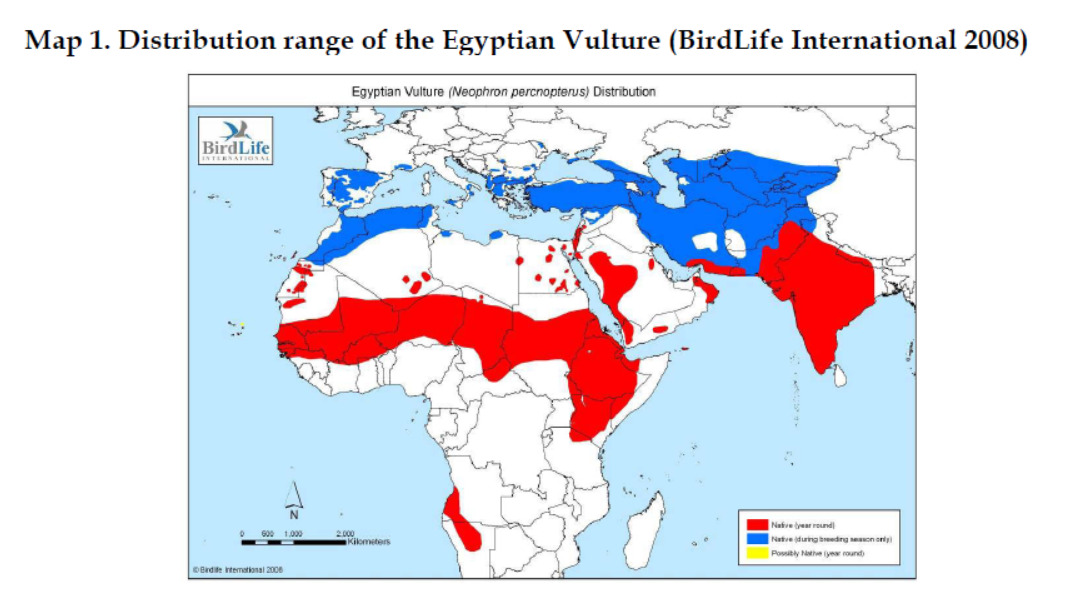 Map 1. Distribution range of the Egyptian Vulture (BirdLife International 2008)
Egyptian Vulture (Neophron percnopterus) Distribution
BirdLife
INTERNATIONAL
N
0 500 1,000 2,000
Kilometers
Native (year round)
Native (during breeding season only)
Possibly Native (year round)
© Birdlife International 2008